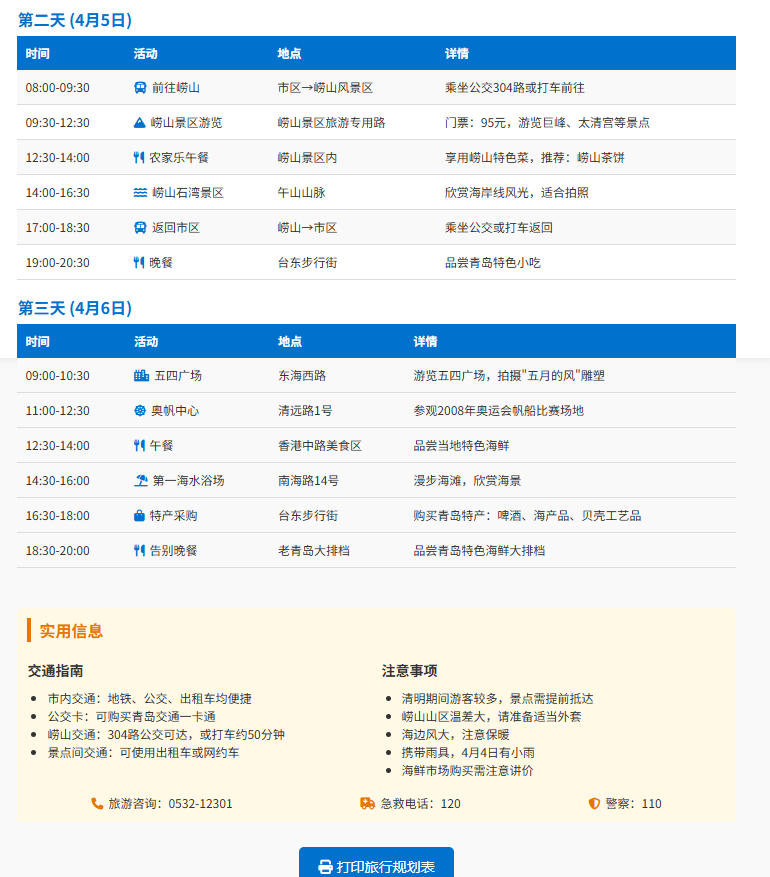 第二天 (4月5日)
时间 活动 地点 详情
08:00-09:30 前往崂山 市区→崂山风景区 乘坐公交304路或打车前往
09:30-12:30 崂山景区游览 崂山景区旅游专用路 门票：95元，游览巨峰、太清宫等景点
12:30-14:00 农家乐午餐 崂山景区内 享用崂山特色菜，推荐：崂山茶饼
14:00-16:30 崂山石湾景区 午山山脉 欣赏海岸线风光，适合拍照
17:00-18:30 返回市区 崂山→市区 乘坐公交或打车返回
19:00-20:30 晚餐 台东步行街 品尝青岛特色小吃
第三天 (4月6日)
时间 活动 地点 详情
09:00-10:30 五四广场 东海西路 游览五四广场，拍摄"五月的风"雕塑
11:00-12:30 奥帆中心 清远路1号 参观2008年奥运会帆船比赛场地
12:30-14:00 午餐 香港中路美食区 品尝当地特色海鲜
14:30-16:00 第一海水浴场 南海路14号 漫步海滩，欣赏海景
16:30-18:00 特产采购 台东步行街 购买青岛特产：啤酒、海产品、贝壳工艺品
18:30-20:00 告别晚餐 老青岛大排档 品尝青岛特色海鲜大排档
实用信息
交通指南
市内交通：地铁、公交、出租车均便捷
公交卡：可购买青岛交通一卡通
崂山交通：304路公交可达，或打车约50分钟
景点间交通：可使用出租车或网约车
注意事项
清明期间游客较多，景点需提前抵达
崂山山区温差大，请准备适当外套
海边风大，注意保暖
携带雨具，4月4日有小雨
海鲜市场购买需注意讲价
旅游咨询：0532-12301 急救电话：120 警察：110
打印旅行规划表